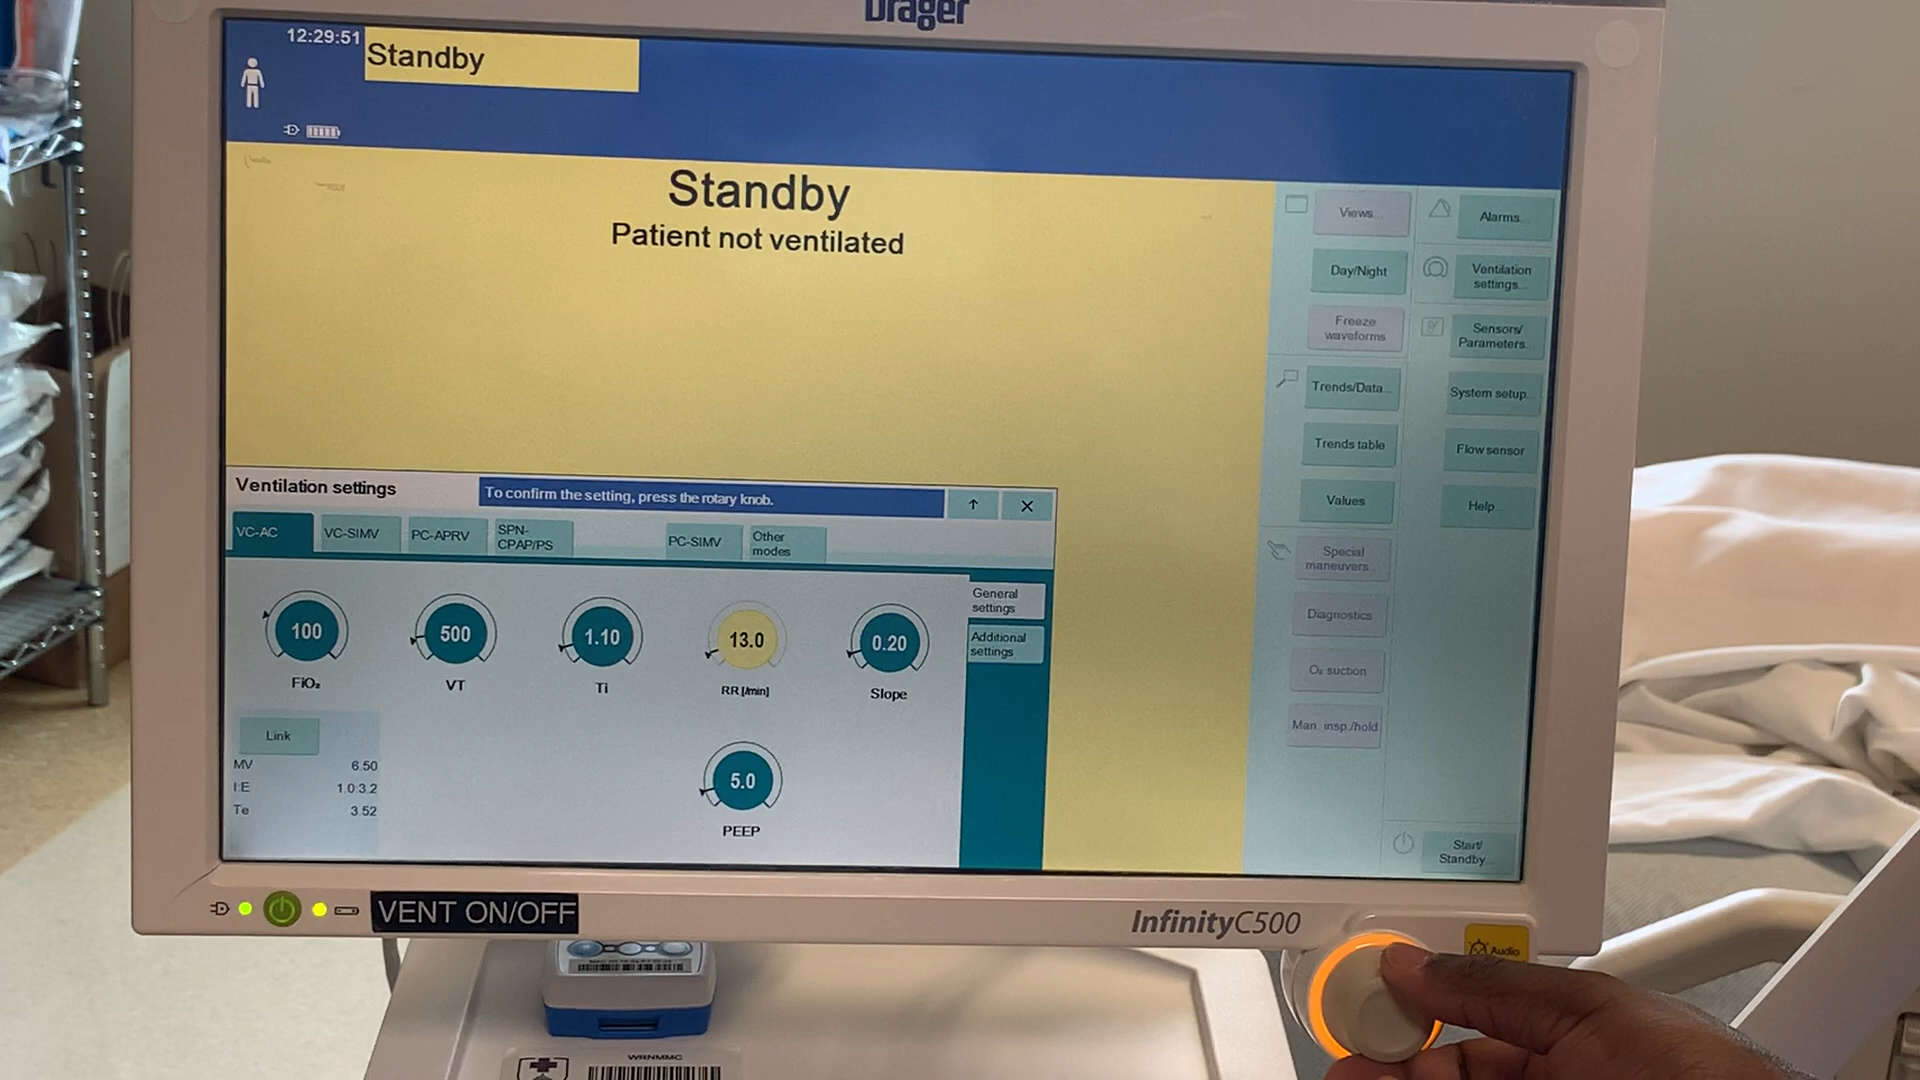 Dräger
12:29:51
Standby
Standby
Patient not ventilated
Views...
Alarms...
Day/Night
Ventilation
settings...
Freeze
waveforms
Sensors/
Parameters...
Trends/Data...
System setup...
Trends table
Flow sensor
Values
Help...
Special
maneuvers...
Diagnostics
O₂ suction
Man. insp./hold
Start/
Standby...
Ventilation settings
To confirm the setting, press the rotary knob.
VC-AC
VC-SIMV
PC-APRV
SPN-
CPAP/PS
PC-SIMV
Other
modes
General
settings
Additional
settings
100
500
1.10
13.0
0.20
FiO₂
VT
Ti
RR [/min]
Slope
Link
MV 6.50
I:E 1.0:3.2
Te 3.52
5.0
PEEP
VENT ON/OFF
InfinityC500
Audio
WRNMMC